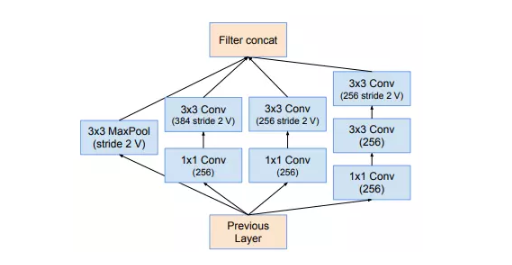 Filter concat
3x3 MaxPool
(stride 2 V)
3x3 Conv
(384 stride 2 V)
1x1 Conv
(256)
3x3 Conv
(256 stride 2 V)
1x1 Conv
(256)
3x3 Conv
(256 stride 2 V)
3x3 Conv
(256)
1x1 Conv
(256)
Previous
Layer